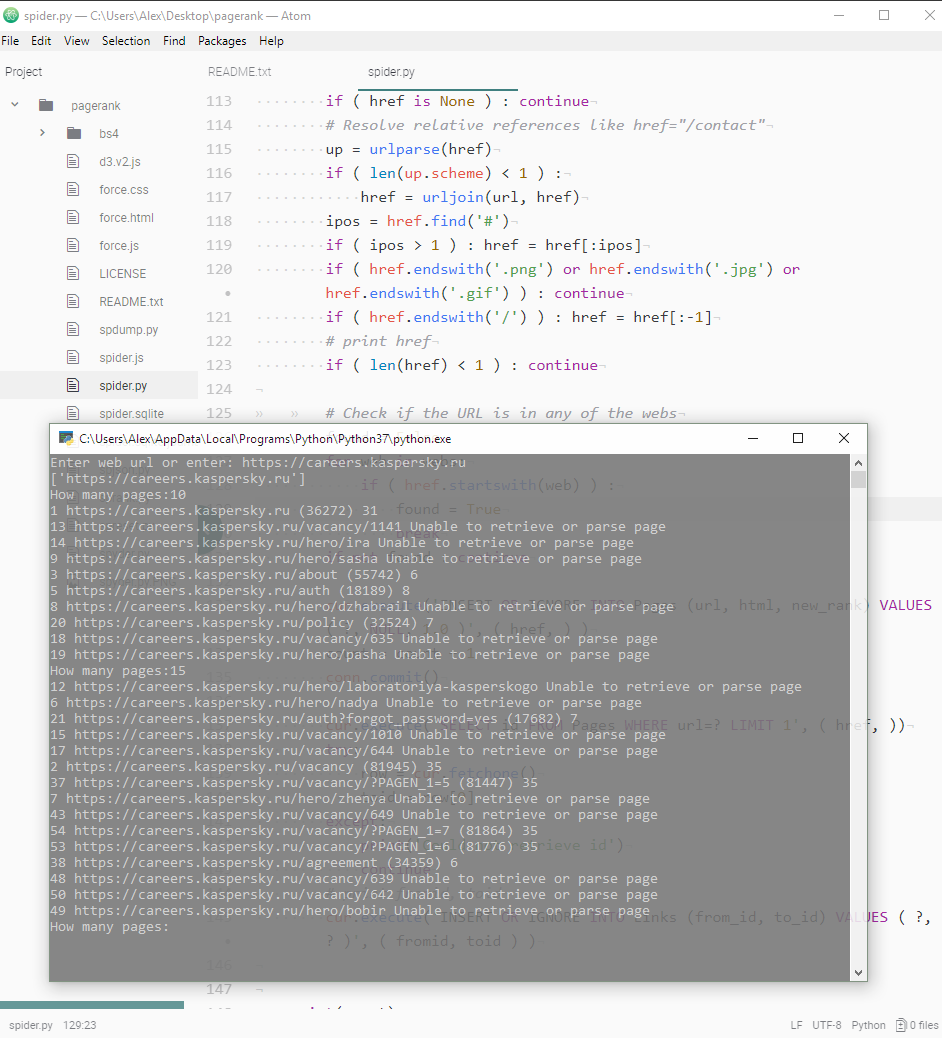 spider.py — C:\Users\Alex\Desktop\pagerank — Atom
File Edit View Selection Find Packages Help
Project
README.txt
spider.py
pagerank
bs4
d3.v2.js
force.css
force.html
force.js
LICENSE
README.txt
spdump.py
spider.js
spider.py
spider.sqlite
113 if ( href is None ) : continue
114 # Resolve relative references like href="/contact"
115 up = urlparse(href)
116 if ( len(up.scheme) < 1 ) :
117 href = urljoin(url, href)
118 ipos = href.find('#')
119 if ( ipos > 1 ) : href = href[:ipos]
120 if ( href.endswith('.png') or href.endswith('.jpg') or
• href.endswith('.gif') ) : continue
121 if ( href.endswith('/') ) : href = href[:-1]
122 # print href
123 if ( len(href) < 1 ) : continue
124
125 # Check if the URL is in any of the webs
C:\Users\Alex\AppData\Local\Programs\Python\Python37\python.exe
Enter web url or enter: https://careers.kaspersky.ru
['https://careers.kaspersky.ru']
How many pages:10
1 https://careers.kaspersky.ru (36272) 31
13 https://careers.kaspersky.ru/vacancy/1141 Unable to retrieve or parse page
14 https://careers.kaspersky.ru/hero/ira Unable to retrieve or parse page
9 https://careers.kaspersky.ru/hero/sasha Unable to retrieve or parse page
3 https://careers.kaspersky.ru/about (55742) 6
5 https://careers.kaspersky.ru/auth (18189) 8
8 https://careers.kaspersky.ru/hero/dzhabrail Unable to retrieve or parse page
20 https://careers.kaspersky.ru/policy (32524) 7
18 https://careers.kaspersky.ru/vacancy/635 Unable to retrieve or parse page
19 https://careers.kaspersky.ru/hero/pasha Unable to retrieve or parse page
How many pages:15
12 https://careers.kaspersky.ru/hero/laboratoriya-kasperskogo Unable to retrieve or parse page
6 https://careers.kaspersky.ru/hero/nadya Unable to retrieve or parse page
21 https://careers.kaspersky.ru/auth?forgot_password=yes (17682) 7
15 https://careers.kaspersky.ru/vacancy/1010 Unable to retrieve or parse page
17 https://careers.kaspersky.ru/vacancy/644 Unable to retrieve or parse page
2 https://careers.kaspersky.ru/vacancy (81945) 35
37 https://careers.kaspersky.ru/vacancy/?PAGEN_1=5 (81447) 35
7 https://careers.kaspersky.ru/hero/zhenya Unable to retrieve or parse page
43 https://careers.kaspersky.ru/vacancy/649 Unable to retrieve or parse page
54 https://careers.kaspersky.ru/vacancy/?PAGEN_1=7 (81864) 35
53 https://careers.kaspersky.ru/vacancy/?PAGEN_1=6 (81776) 35
38 https://careers.kaspersky.ru/agreement (34359) 6
48 https://careers.kaspersky.ru/vacancy/639 Unable to retrieve or parse page
50 https://careers.kaspersky.ru/vacancy/642 Unable to retrieve or parse page
49 https://careers.kaspersky.ru/hero/bobir Unable to retrieve or parse page
How many pages:
if ( href.startswith(web) ) :
found = True
break
(url, html, new_rank) VALUES
conn.commit()
FROM Pages WHERE url=? LIMIT 1', ( href, ))
INTO Links (from_id, to_id) VALUES ( ?,
• ? )', ( fromid, toid ) )
146
147
spider.py 129:23
LF UTF-8 Python 0 files